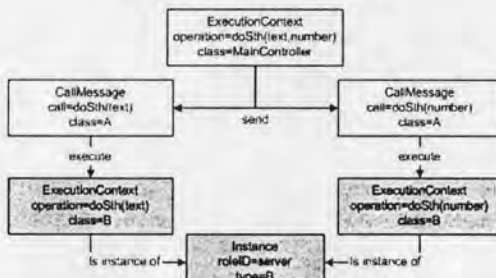 ExecutionContext
operation=doSth(text,number)
class=MainController
CallMessage
call=doSth(text)
class=A
send
CallMessage
call=doSth(number)
class=A
execute
execute
ExecutionContext
operation=doSth(text)
class=B
ExecutionContext
operation=doSth(number)
class=B
Is instance of
Instance
roleID=server
type=B
Is instance of